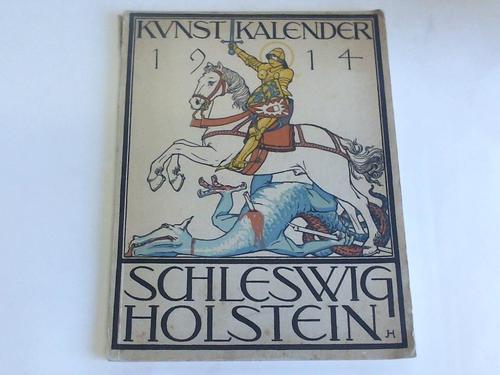 KVNST KALENDER
1914
SCHLESWIG
HOLSTEIN
JH